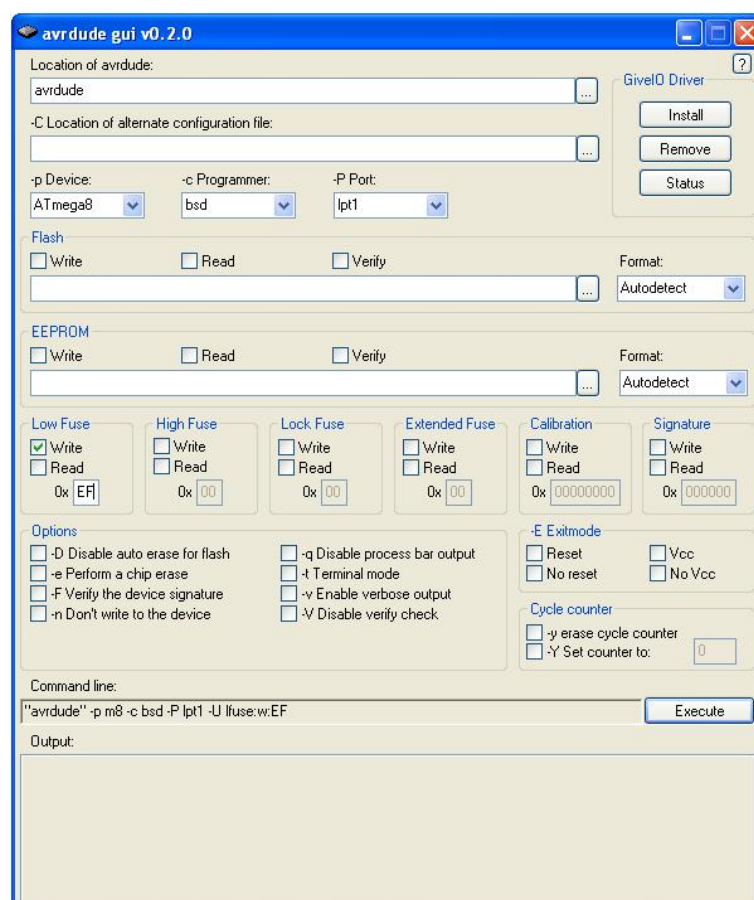 avrdude gui v0.2.0
?
Location of avrdude:
avrdude
...
GiveIO Driver
Install
Remove
Status
-C Location of alternate configuration file:
...
-p Device:
-c Programmer:
-P Port:
ATmega8
bsd
lpt1
Flash
Write
Read
Verify
Format:
...
Autodetect
EEPROM
Write
Read
Verify
Format:
...
Autodetect
Low Fuse
Write
Read
0x EF
High Fuse
Write
Read
0x 00
Lock Fuse
Write
Read
0x 00
Extended Fuse
Write
Read
0x 00
Calibration
Write
Read
0x 00000000
Signature
Write
Read
0x 000000
Options
-D Disable auto erase for flash
-e Perform a chip erase
-F Verify the device signature
-n Don't write to the device
-q Disable process bar output
-t Terminal mode
-v Enable verbose output
-V Disable verify check
-E Exitmode
Reset
Vcc
No reset
No Vcc
Cycle counter
-y erase cycle counter
-Y Set counter to:
0
Command line:
"avrdude" -p m8 -c bsd -P lpt1 -U lfuse:w:EF
Execute
Output: